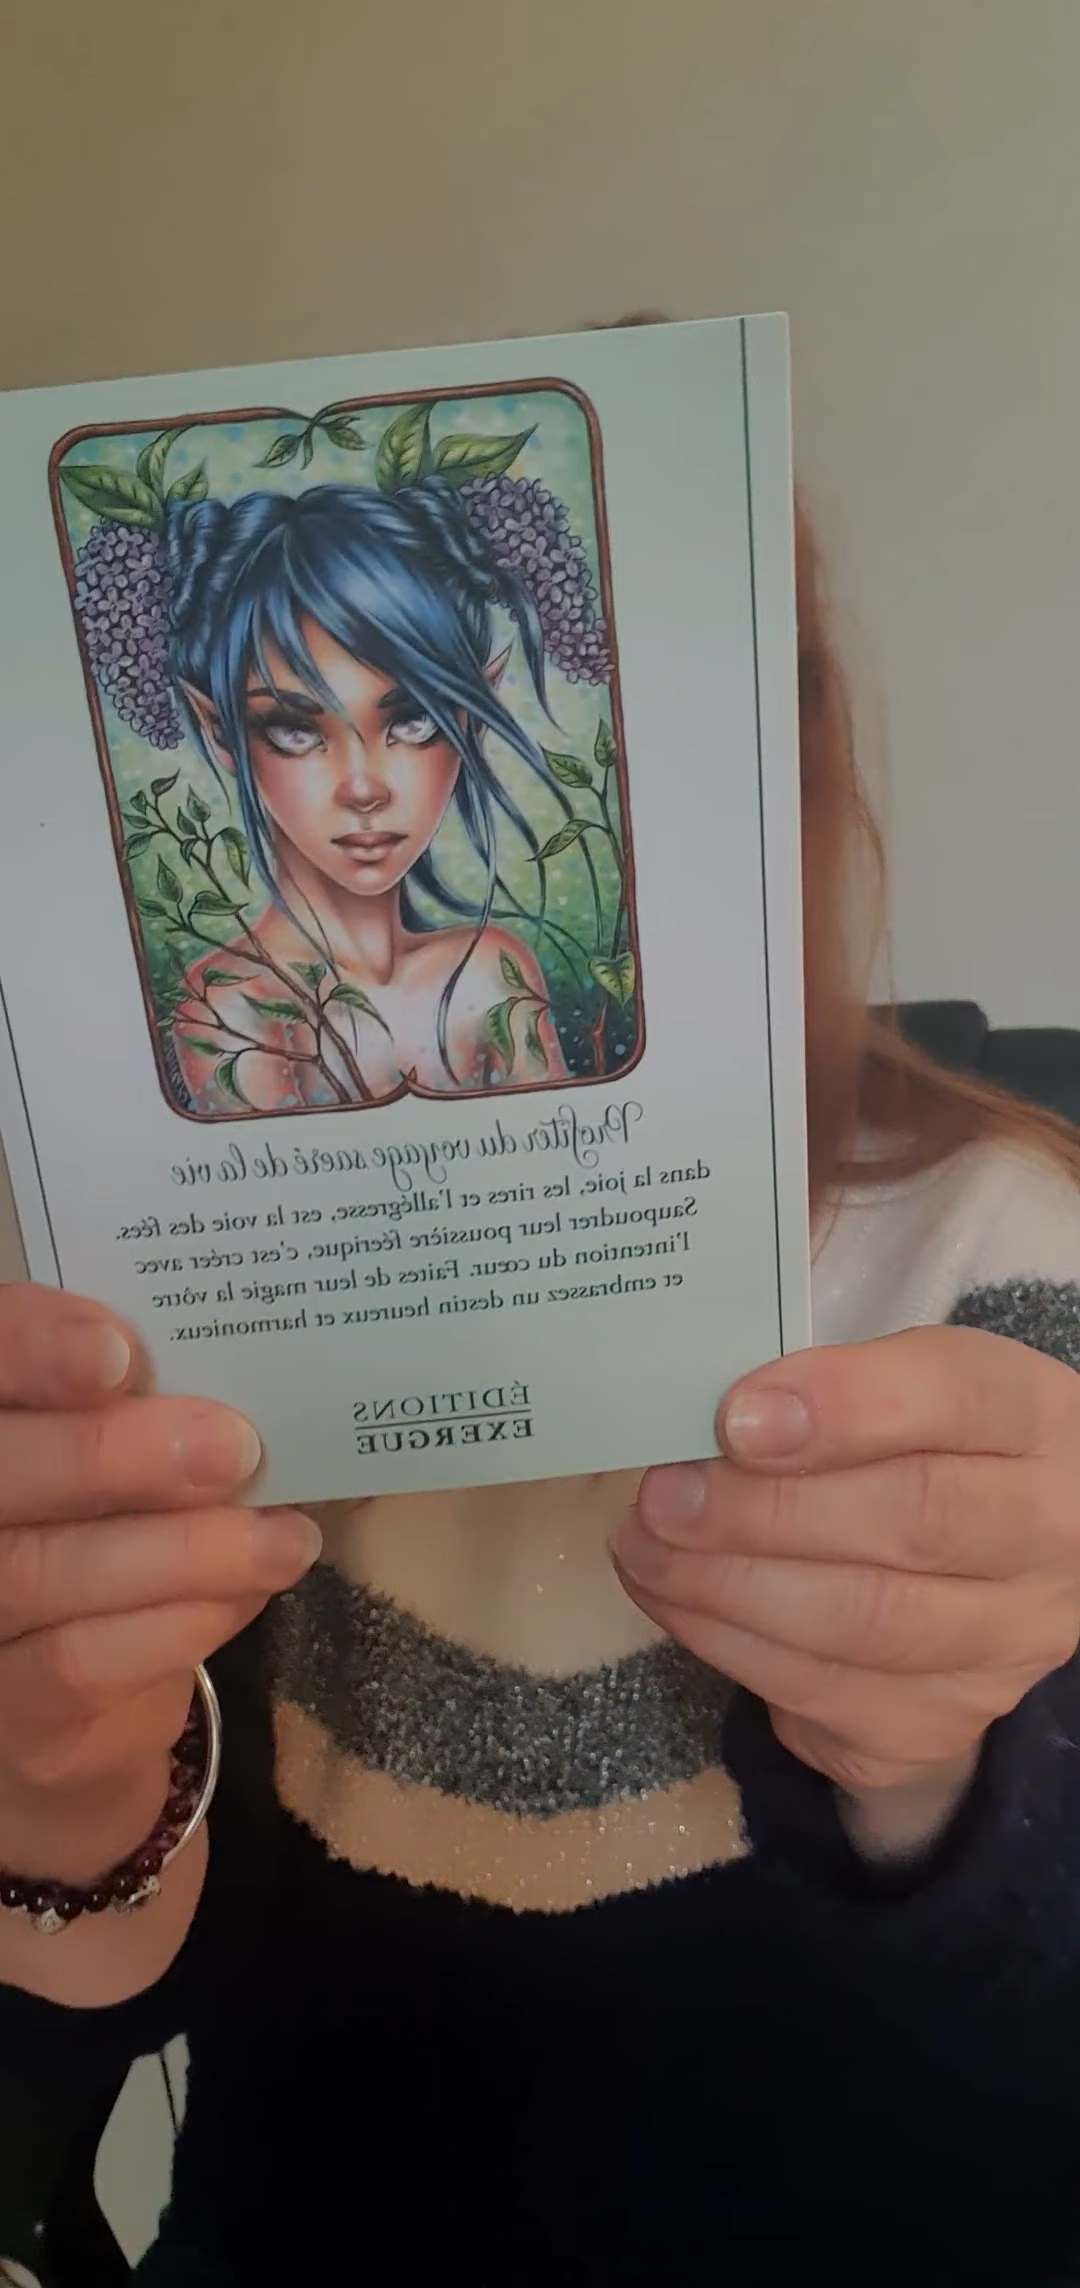 Profiter du voyage sacré de la vie
dans la joie, les rires et l'allégresse, est la voie des fées.
Saupoudrer leur poussière féerique, c'est créer avec
l'intention du cœur. Faites de leur magie la vôtre
et embrassez un destin heureux et harmonieux.
ÉDITIONS
EXERGUE